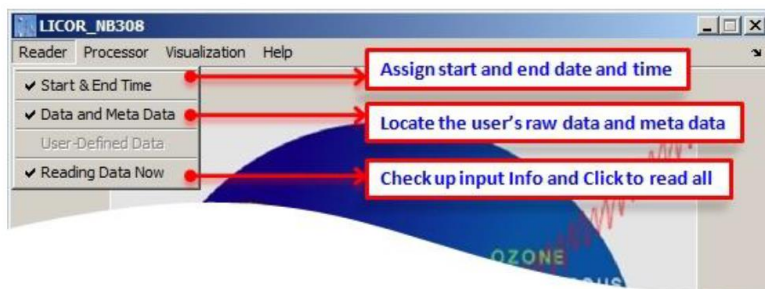 LICOR_NB308
Reader Processor Visualization Help
✔ Start & End Time
Assign start and end date and time
✔ Data and Meta Data
Locate the user's raw data and meta data
User-Defined Data
✔ Reading Data Now
Check up input Info and Click to read all
OZONE